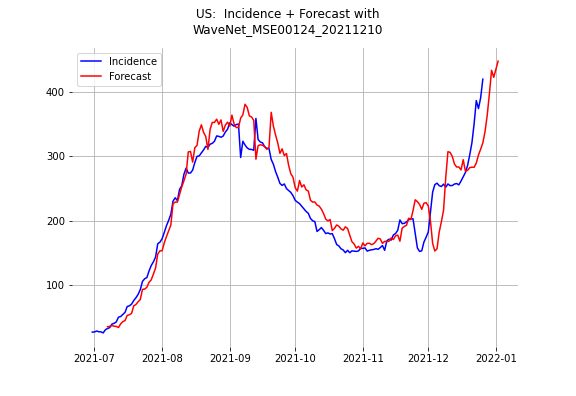 US:  Incidence + Forecast with
WaveNet_MSE00124_20211210
Incidence
Forecast
400
300
200
100
2021-07
2021-08
2021-09
2021-10
2021-11
2021-12
2022-01